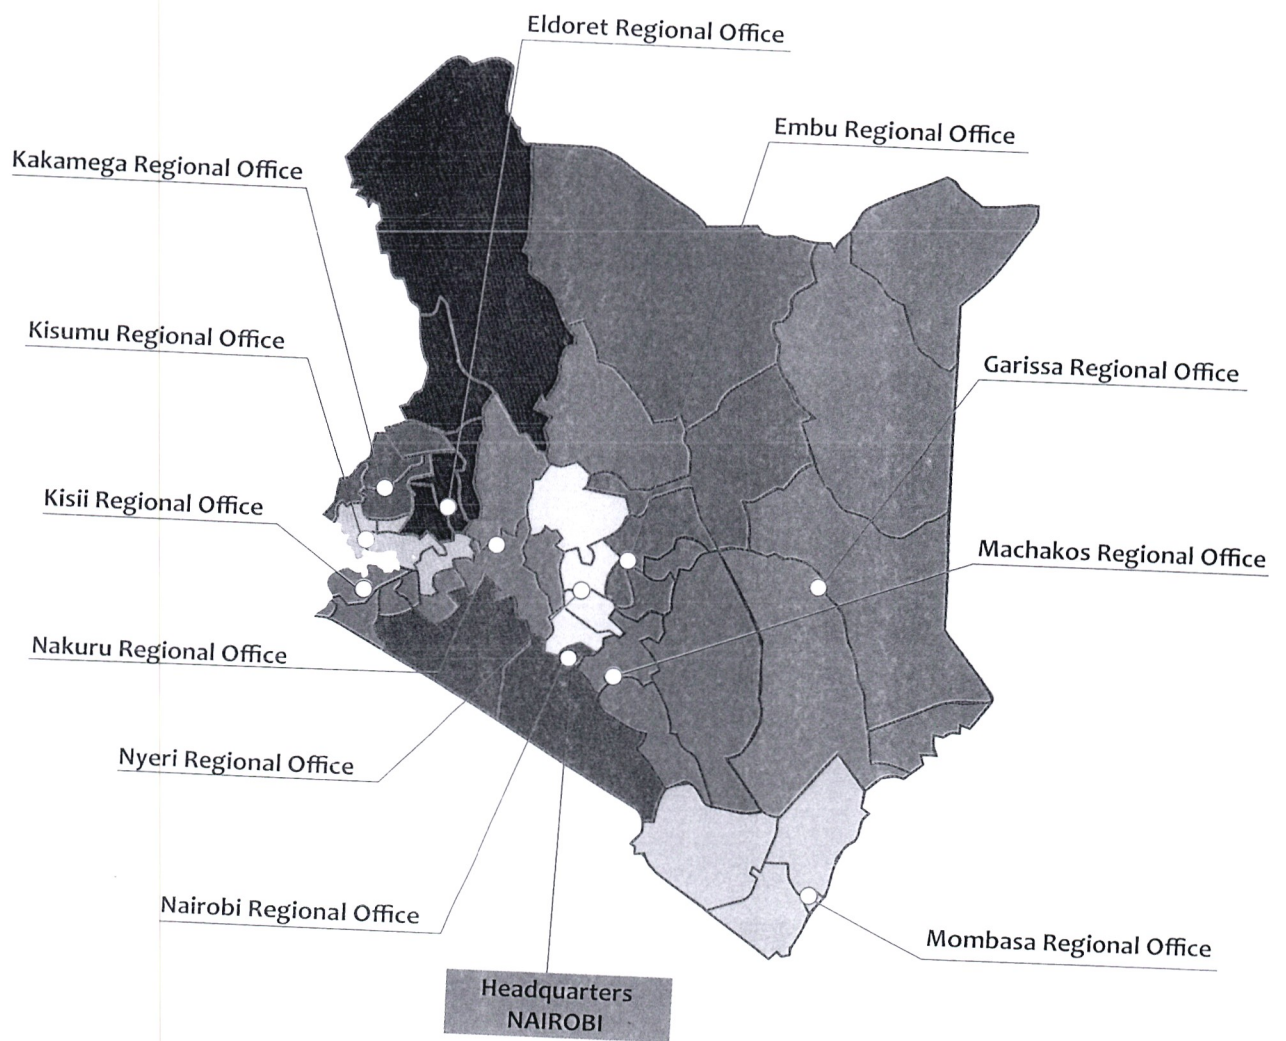 Eldoret Regional Office
Embu Regional Office
Kakamega Regional Office
Kisumu Regional Office
Garissa Regional Office
Kisii Regional Office
Machakos Regional Office
Nakuru Regional Office
Nyeri Regional Office
Nairobi Regional Office
Mombasa Regional Office
Headquarters
NAIROBI